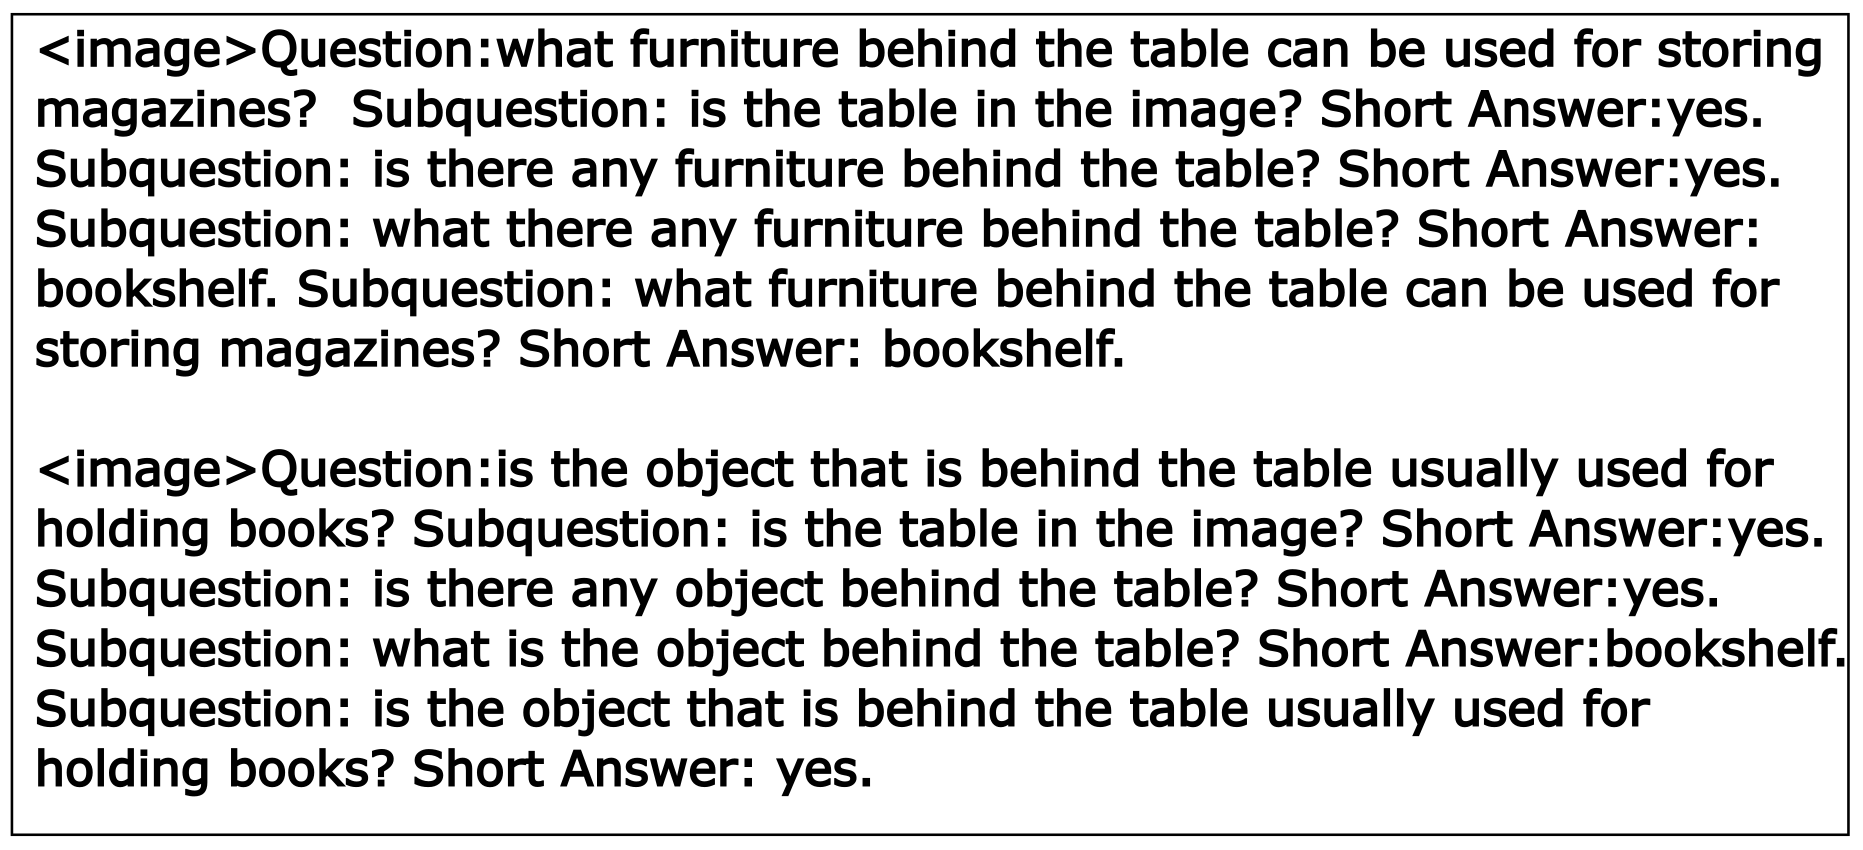 <image>Question:what furniture behind the table can be used for storing
magazines?  Subquestion: is the table in the image? Short Answer:yes.
Subquestion: is there any furniture behind the table? Short Answer:yes.
Subquestion: what there any furniture behind the table? Short Answer:
bookshelf. Subquestion: what furniture behind the table can be used for
storing magazines? Short Answer: bookshelf.

<image>Question:is the object that is behind the table usually used for
holding books? Subquestion: is the table in the image? Short Answer:yes.
Subquestion: is there any object behind the table? Short Answer:yes.
Subquestion: what is the object behind the table? Short Answer:bookshelf.
Subquestion: is the object that is behind the table usually used for
holding books? Short Answer: yes.